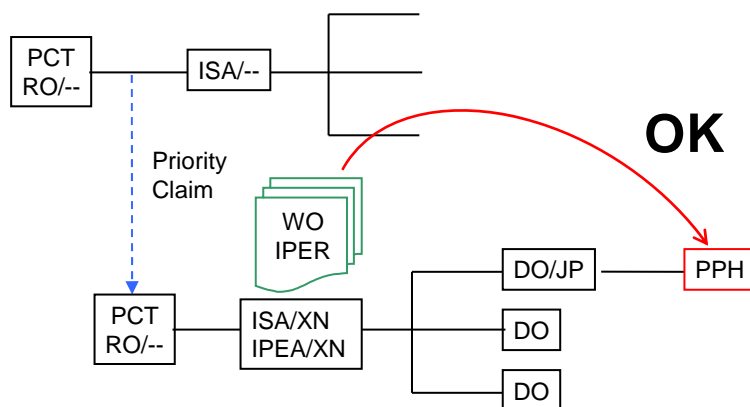 PCT
RO/--
ISA/--
OK
Priority
Claim
WO
IPER
DO/JP
PPH
PCT
RO/--
ISA/XN
IPEA/XN
DO
DO